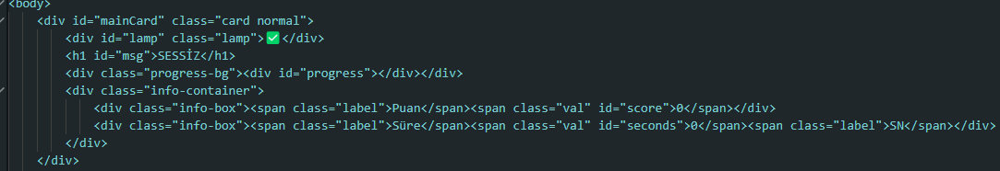 <body>
<div id="mainCard" class="card normal">
<div id="lamp" class="lamp">✅</div>
<h1 id="msg">SESSİZ</h1>
<div class="progress-bg"><div id="progress"></div></div>
<div class="info-container">
<div class="info-box"><span class="label">Puan</span><span class="val" id="score">0</span></div>
<div class="info-box"><span class="label">Süre</span><span class="val" id="seconds">0</span><span class="label">SN</span></div>
</div>
</div>